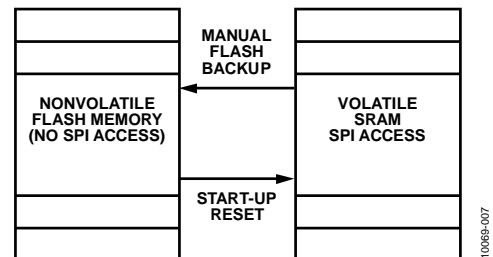 MANUAL
FLASH
BACKUP
NONVOLATILE
FLASH MEMORY
(NO SPI ACCESS)
VOLATILE
SRAM
SPI ACCESS
START-UP
RESET
10069-007